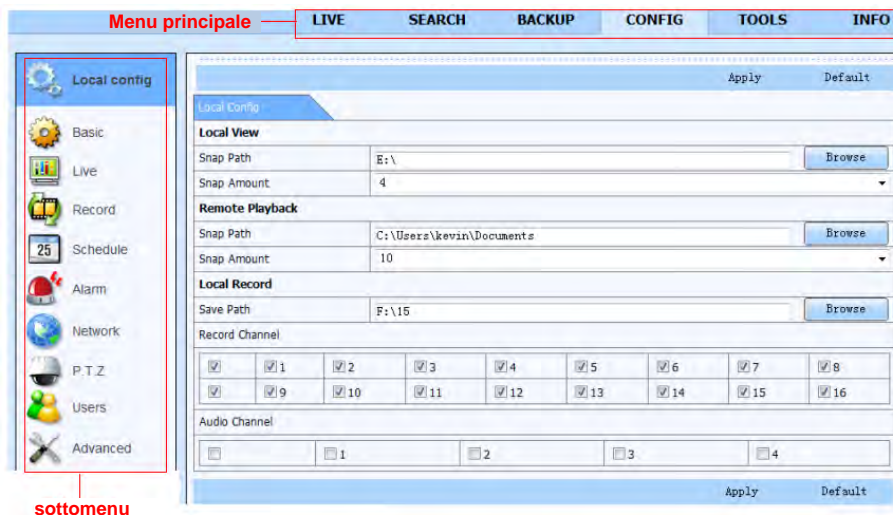 Menu principale
LIVE SEARCH BACKUP CONFIG TOOLS INFO
Local config
Basic
Live
Record
25 Schedule
Alarm
Network
P.T.Z
Users
Advanced
sottomenu
Apply Default
Local Config
Local View
Snap Path E:\ Browse
Snap Amount 4
Remote Playback
Snap Path C:\Users\kevin\Documents Browse
Snap Amount 10
Local Record
Save Path F:\15 Browse
Record Channel
1 2 3 4 5 6 7 8
9 10 11 12 13 14 15 16
Audio Channel
1 2 3 4
Apply Default